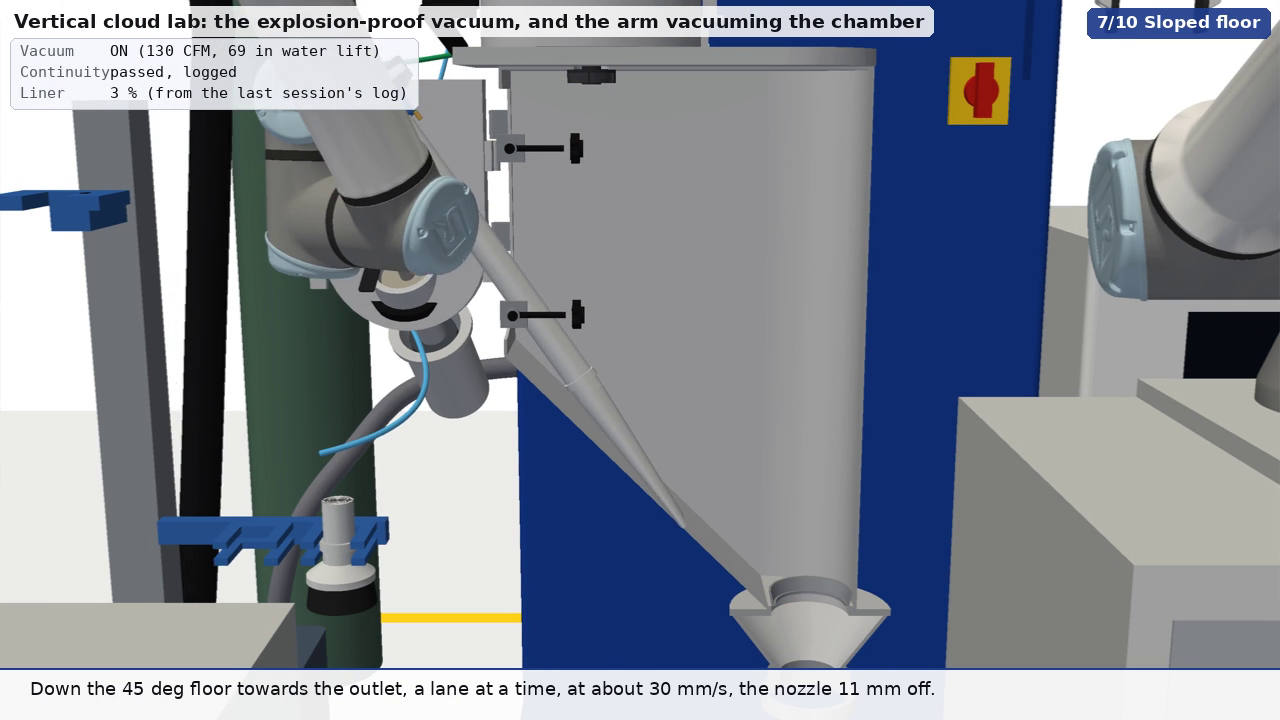 Vertical cloud lab: the explosion-proof vacuum, and the arm vacuuming the chamber
7/10 Sloped floor
Vacuum ON (130 CFM, 69 in water lift)
Continuity passed, logged
Liner 3 % (from the last session's log)
Down the 45 deg floor towards the outlet, a lane at a time, at about 30 mm/s, the nozzle 11 mm off.